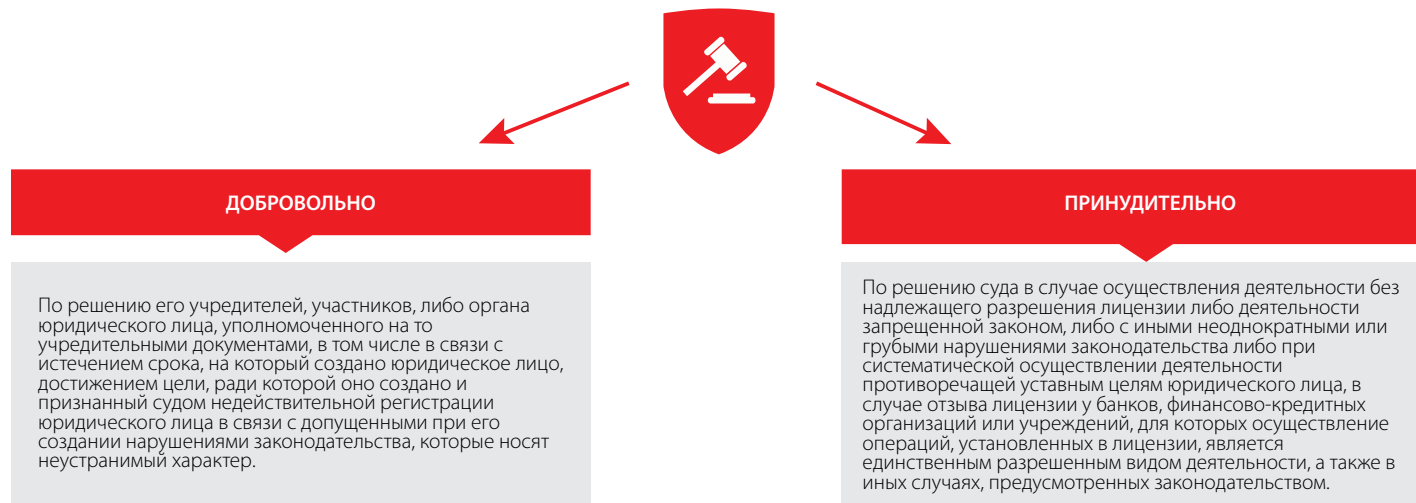 ДОБРОВОЛЬНО
По решению его учредителей, участников, либо органа
юридического лица, уполномоченного на то
учредительными документами, в том числе в связи с
истечением срока, на который создано юридическое лицо,
достижением цели, ради которой оно создано и
признанный судом недействительной регистрации
юридического лица в связи с допущенными при его
создании нарушениями законодательства, которые носят
неустранимый характер.
ПРИНУДИТЕЛЬНО
По решению суда в случае осуществления деятельности без
надлежащего разрешения лицензии либо деятельности
запрещенной законом, либо с иными неоднократными или
грубыми нарушениями законодательства либо при
систематической осуществлении деятельности
противоречащей уставным целям юридического лица, в
случае отзыва лицензии у банков, финансово-кредитных
организаций или учреждений, для которых осуществление
операций, установленных в лицензии, является
единственным разрешенным видом деятельности, а также в
иных случаях, предусмотренных законодательством.